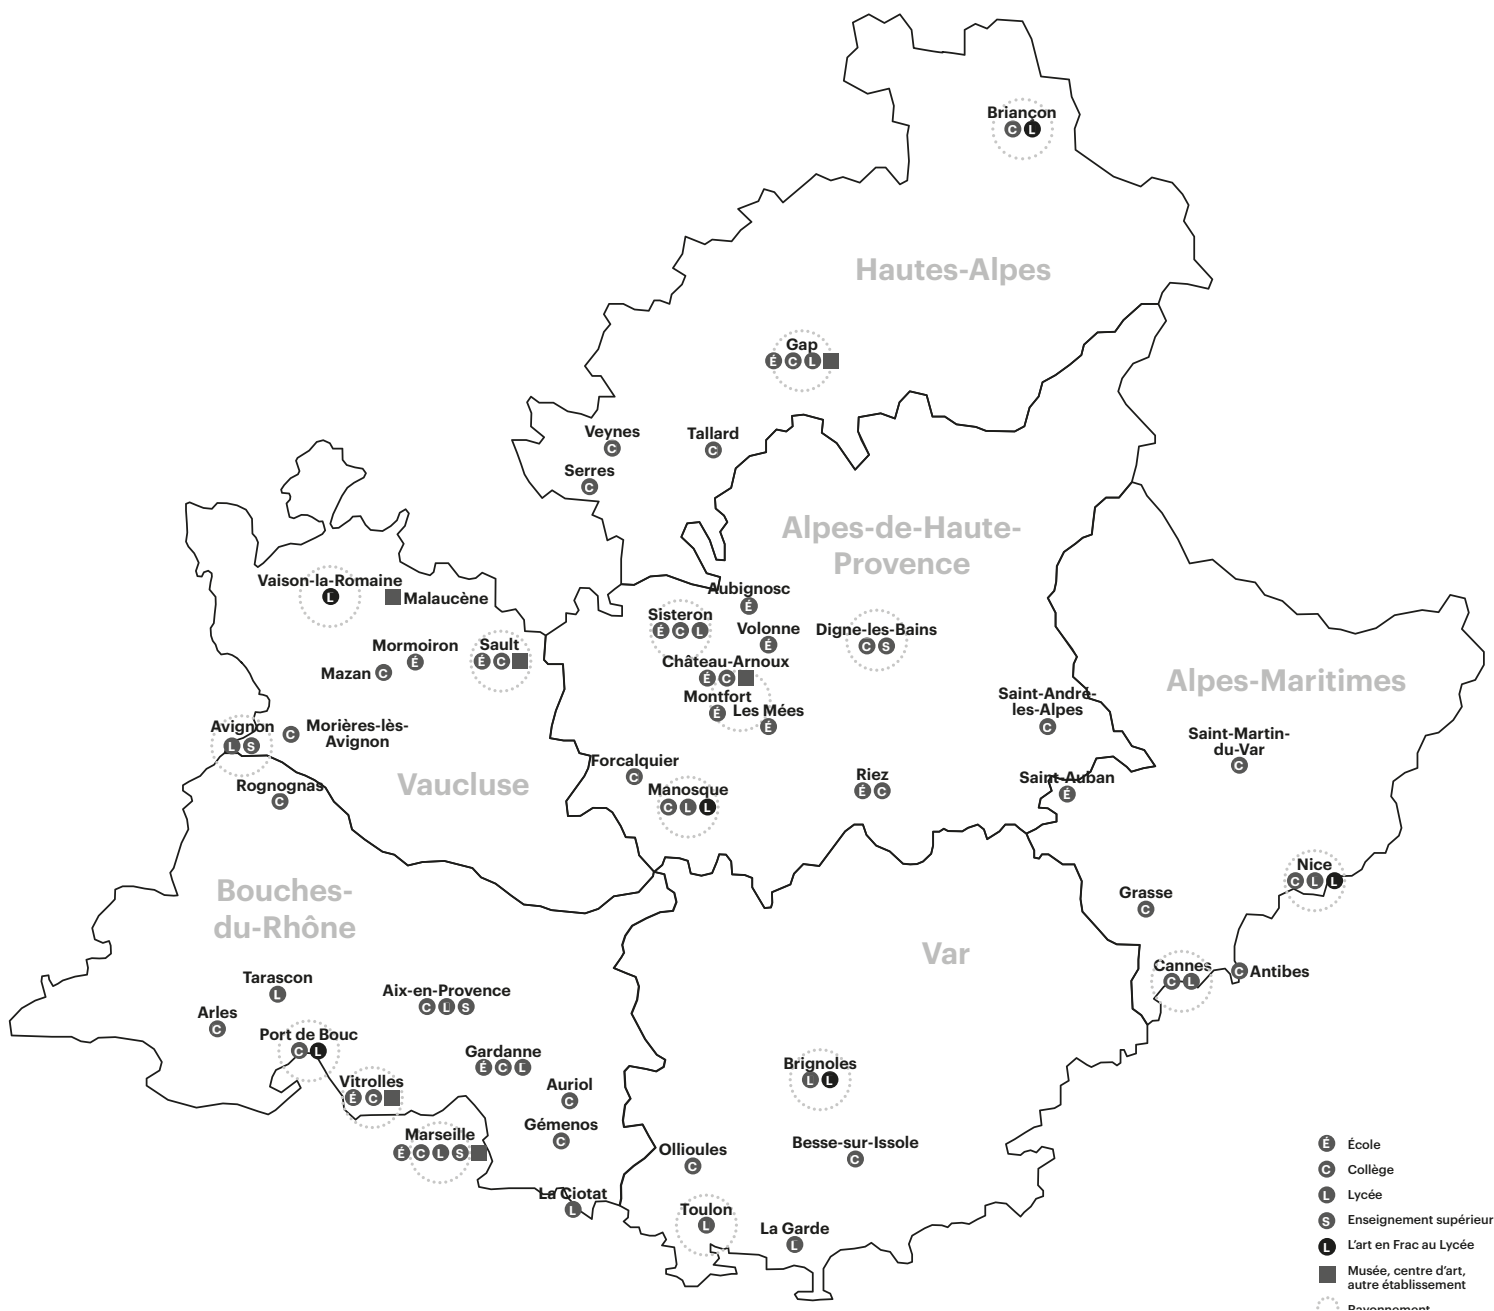 Briançon
C L
Hautes-Alpes
Gap
É C L
Veynes
C
Tallard
C
Serres
C
Alpes-de-Haute-
Provence
Vaison-la-Romaine
L
Malaucène
Aubignosc
É
Sisteron
É C L
Volonne
É
Digne-les-Bains
C S
Mormoiron
É
Sault
É C
Mazan C
Château-Arnoux
É C
Montfort
É
Les Mées
É
Saint-André-
les-Alpes
C
Alpes-Maritimes
Saint-Martin-
du-Var
C
Avignon
L S
C Morières-lès-
Avignon
Rognognas
C
Vaucluse
Forcalquier
C
Manosque
C L L
Riez
É C
Saint-Auban
É
Nice
C L L
Grasse
C
Cannes
C L
C Antibes
Bouches-
du-Rhône
Var
Tarascon
L
Arles
C
Aix-en-Provence
C L S
Port de Bouc
C L
Gardanne
É C L
Vitrolles
É C
Auriol
C
Gémenos
C
Marseille
É C L S
La Ciotat
L
Brignoles
L L
Besse-sur-Issole
C
Ollioules
C
Toulon
L
La Garde
L
É École
C Collège
L Lycée
S Enseignement supérieur
L L'art en Frac au Lycée
Musée, centre d'art,
autre établissement
Rayonnement